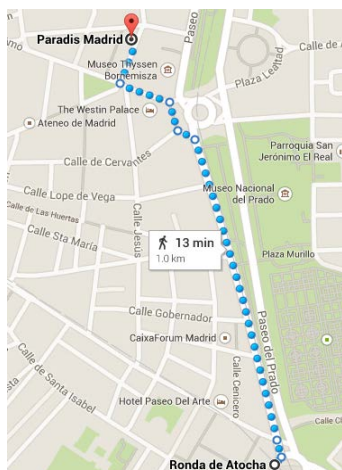 Paradis Madrid
Paseo
Calle de A
Museo Thyssen
Bornemisza
Plaza Lealtad
The Westin Palace
Ateneo de Madrid
Parroquia San
Jerónimo El Real
Calle de Cervantes
Museo Nacional
del Prado
Calle Lope de Vega
Calle de Las Huertas
Calle Jesús
Calle Sta María
13 min
1.0 km
Plaza Murillo
Calle Gobernador
Paseo del Prado
CaixaForum Madrid
Calle Cenicero
Calle de Santa Isabel
Hotel Paseo Del Arte
Calle C
Ronda de Atocha